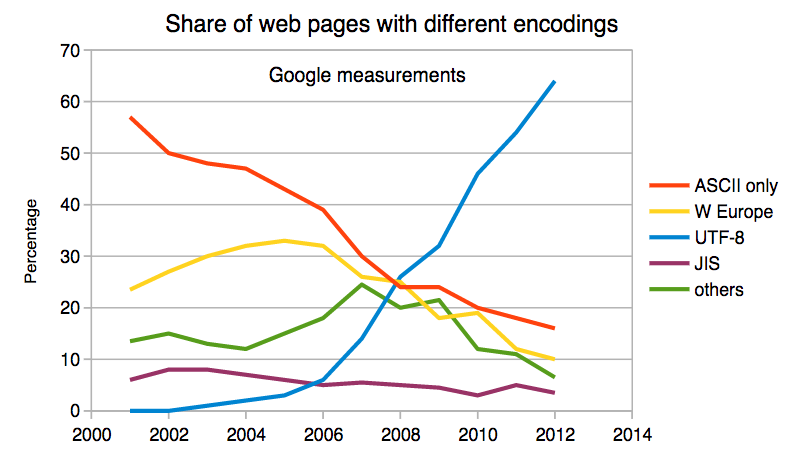 Share of web pages with different encodings
Google measurements
Percentage
70
60
50
40
30
20
10
0
2000 2002 2004 2006 2008 2010 2012 2014
ASCII only
W Europe
UTF-8
JIS
others